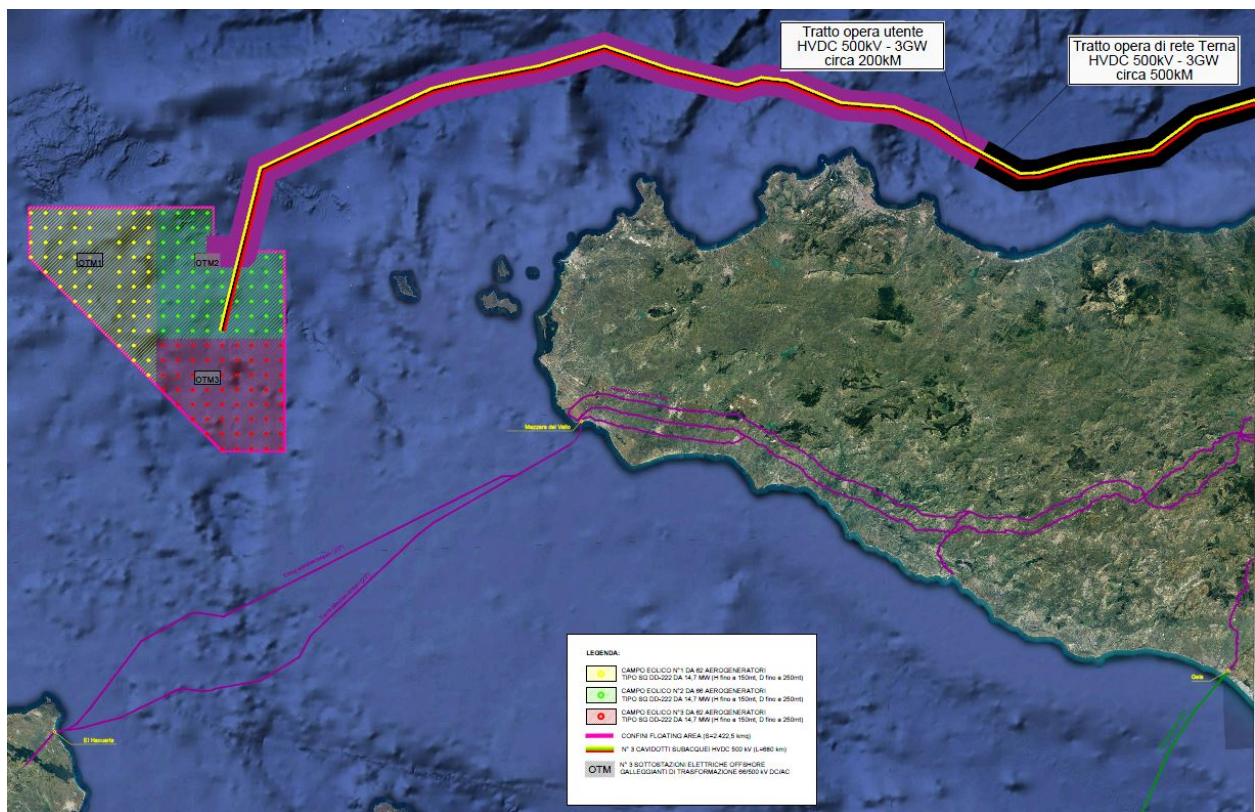 Tratto opera utente
HVDC 500kV - 3GW
circa 200kM
Tratto opera di rete Terna
HVDC 500kV - 3GW
circa 500kM
OTM1
OTM2
OTM3
Mazzara del Vallo
El Haouaria
Gela
LEGENDA:
CAMPO EOLICO N°1 DA 62 AEROGENERATORI
TIPO SG DD-222 DA 14,7 MW (H fino a 150mt, D fino a 250mt)
CAMPO EOLICO N°2 DA 66 AEROGENERATORI
TIPO SG DD-222 DA 14,7 MW (H fino a 150mt, D fino a 250mt)
CAMPO EOLICO N°3 DA 62 AEROGENERATORI
TIPO SG DD-222 DA 14,7 MW (H fino a 150mt, D fino a 250mt)
CONFINI FLOATING AREA (S=2.422,5 kmq)
N° 3 CAVIDOTTI SUBACQUEI HVDC 500 kV (L=680 km)
OTM
N° 3 SOTTOSTAZIONI ELETTRICHE OFFSHORE
GALLEGGIANTI DI TRASFORMAZIONE 66/500 kV DC/AC